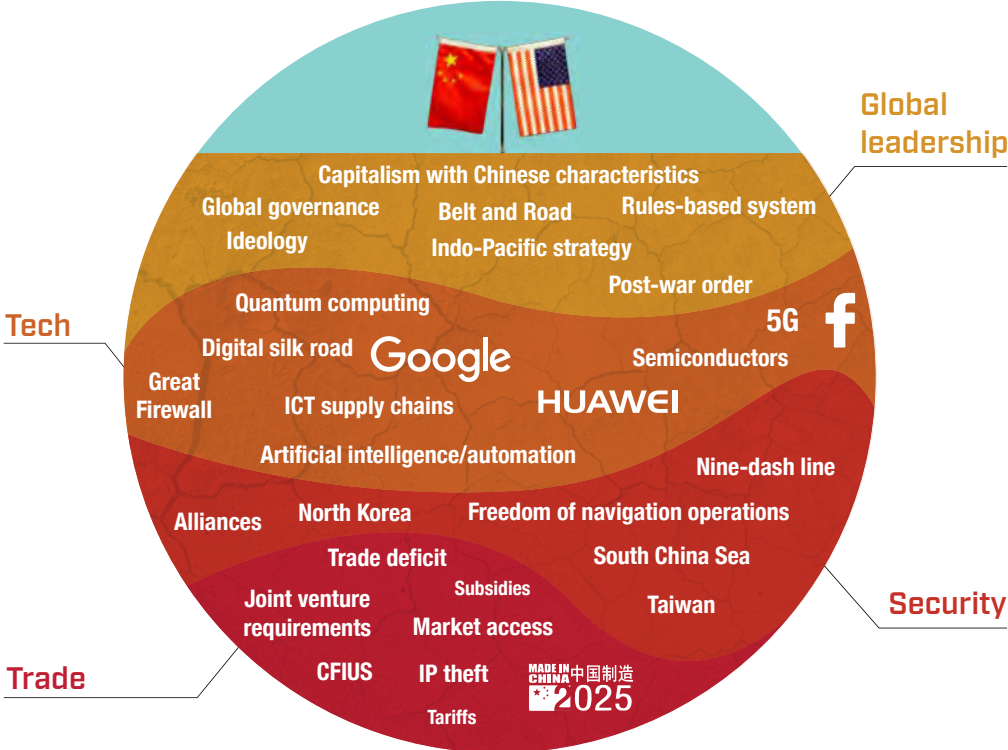 Global
leadership
Capitalism with Chinese characteristics
Global governance
Belt and Road
Rules-based system
Ideology
Indo-Pacific strategy
Post-war order
Tech
Quantum computing
5G
f
Digital silk road
Google
Semiconductors
Great
Firewall
ICT supply chains
HUAWEI
Artificial intelligence/automation
Nine-dash line
Alliances
North Korea
Freedom of navigation operations
South China Sea
Taiwan
Security
Trade deficit
Subsidies
Joint venture
requirements
Market access
Trade
CFIUS
IP theft
MADE IN
CHINA
中国制造
2025
Tariffs